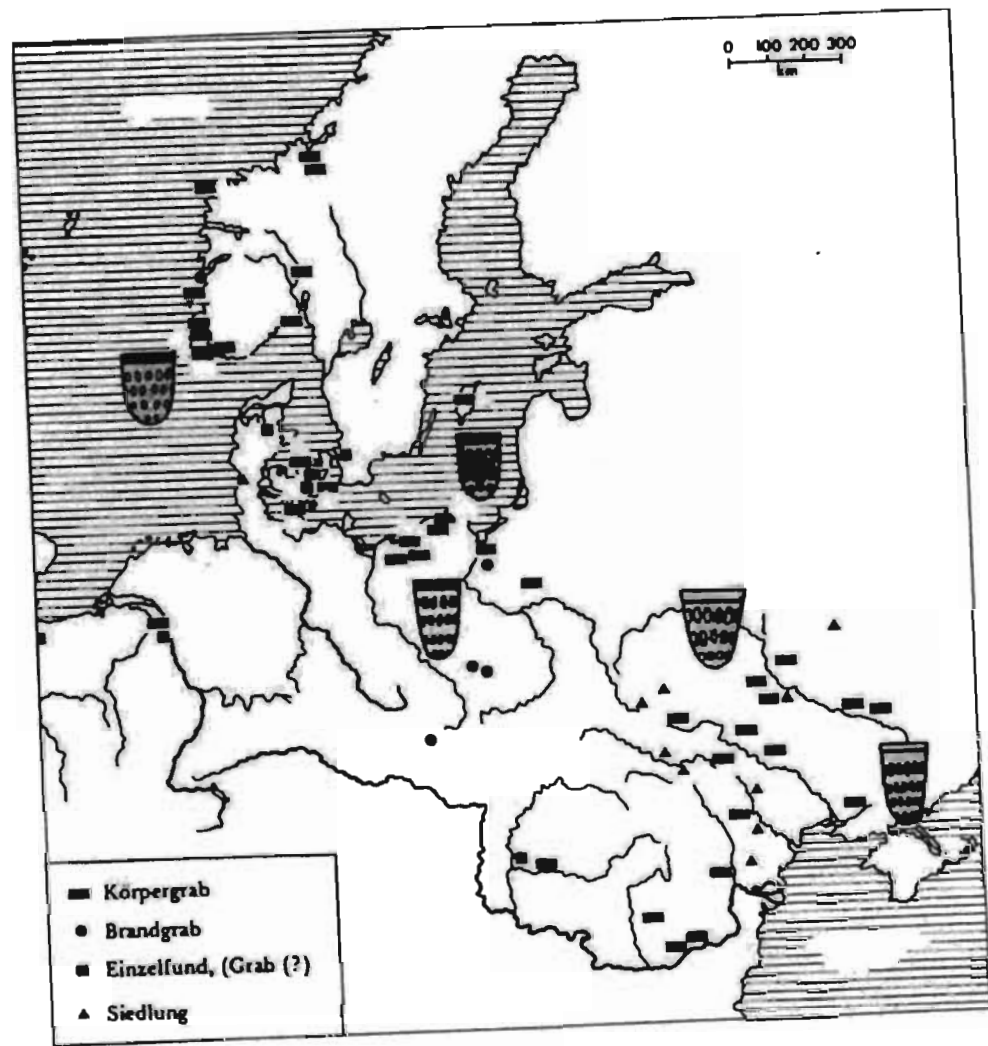 0 100 200 300
km
Körpergrab
Brandgrab
Einzelfund, (Grab (?)
Siedlung